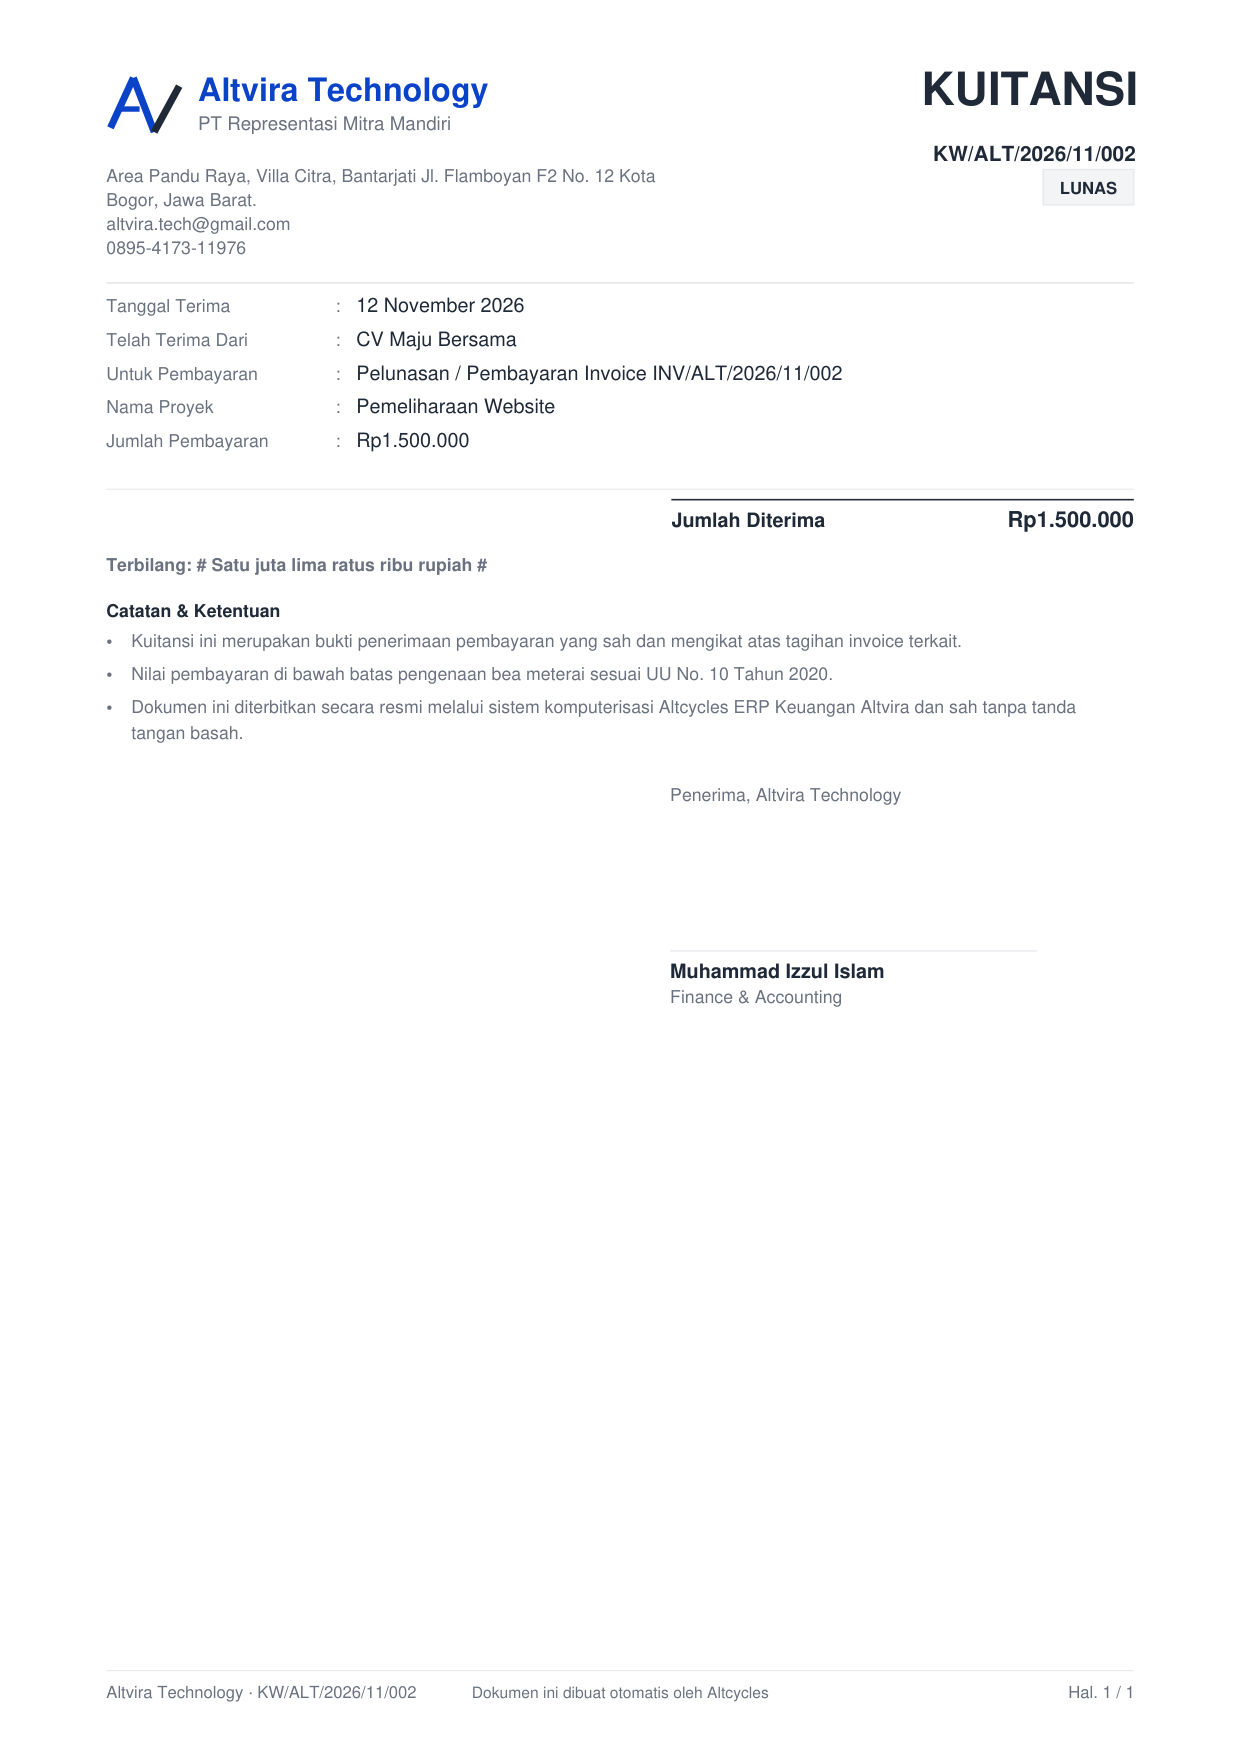 Altvira Technology
PT Representasi Mitra Mandiri
Area Pandu Raya, Villa Citra, Bantarjati Jl. Flamboyan F2 No. 12 Kota
Bogor, Jawa Barat.
altvira.tech@gmail.com
0895-4173-11976
KUITANSI
KW/ALT/2026/11/002
LUNAS
Tanggal Terima : 12 November 2026
Telah Terima Dari : CV Maju Bersama
Untuk Pembayaran : Pelunasan / Pembayaran Invoice INV/ALT/2026/11/002
Nama Proyek : Pemeliharaan Website
Jumlah Pembayaran : Rp1.500.000
Jumlah Diterima Rp1.500.000
Terbilang: # Satu juta lima ratus ribu rupiah #
Catatan & Ketentuan
• Kuitansi ini merupakan bukti penerimaan pembayaran yang sah dan mengikat atas tagihan invoice terkait.
• Nilai pembayaran di bawah batas pengenaan bea meterai sesuai UU No. 10 Tahun 2020.
• Dokumen ini diterbitkan secara resmi melalui sistem komputerisasi Altcycles ERP Keuangan Altvira dan sah tanpa tanda
tangan basah.
Penerima, Altvira Technology
Muhammad Izzul Islam
Finance & Accounting
Altvira Technology · KW/ALT/2026/11/002 Dokumen ini dibuat otomatis oleh Altcycles Hal. 1 / 1